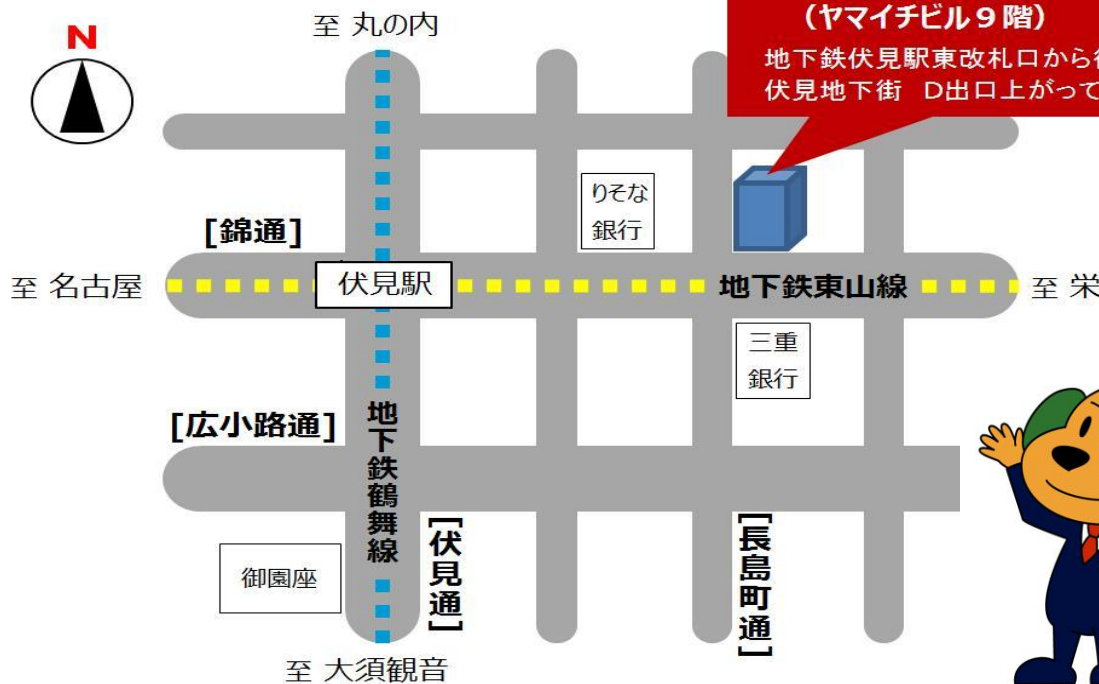 N
至 丸の内
(ヤマイチビル9階)
地下鉄伏見駅東改札口から
伏見地下街 D出口上がって
りそな
銀行
[錦通]
至 名古屋
伏見駅
地下鉄東山線
至 栄
三重
銀行
[広小路通]
地下鉄鶴舞線
[伏見通]
[長島町通]
御園座
至 大須観音